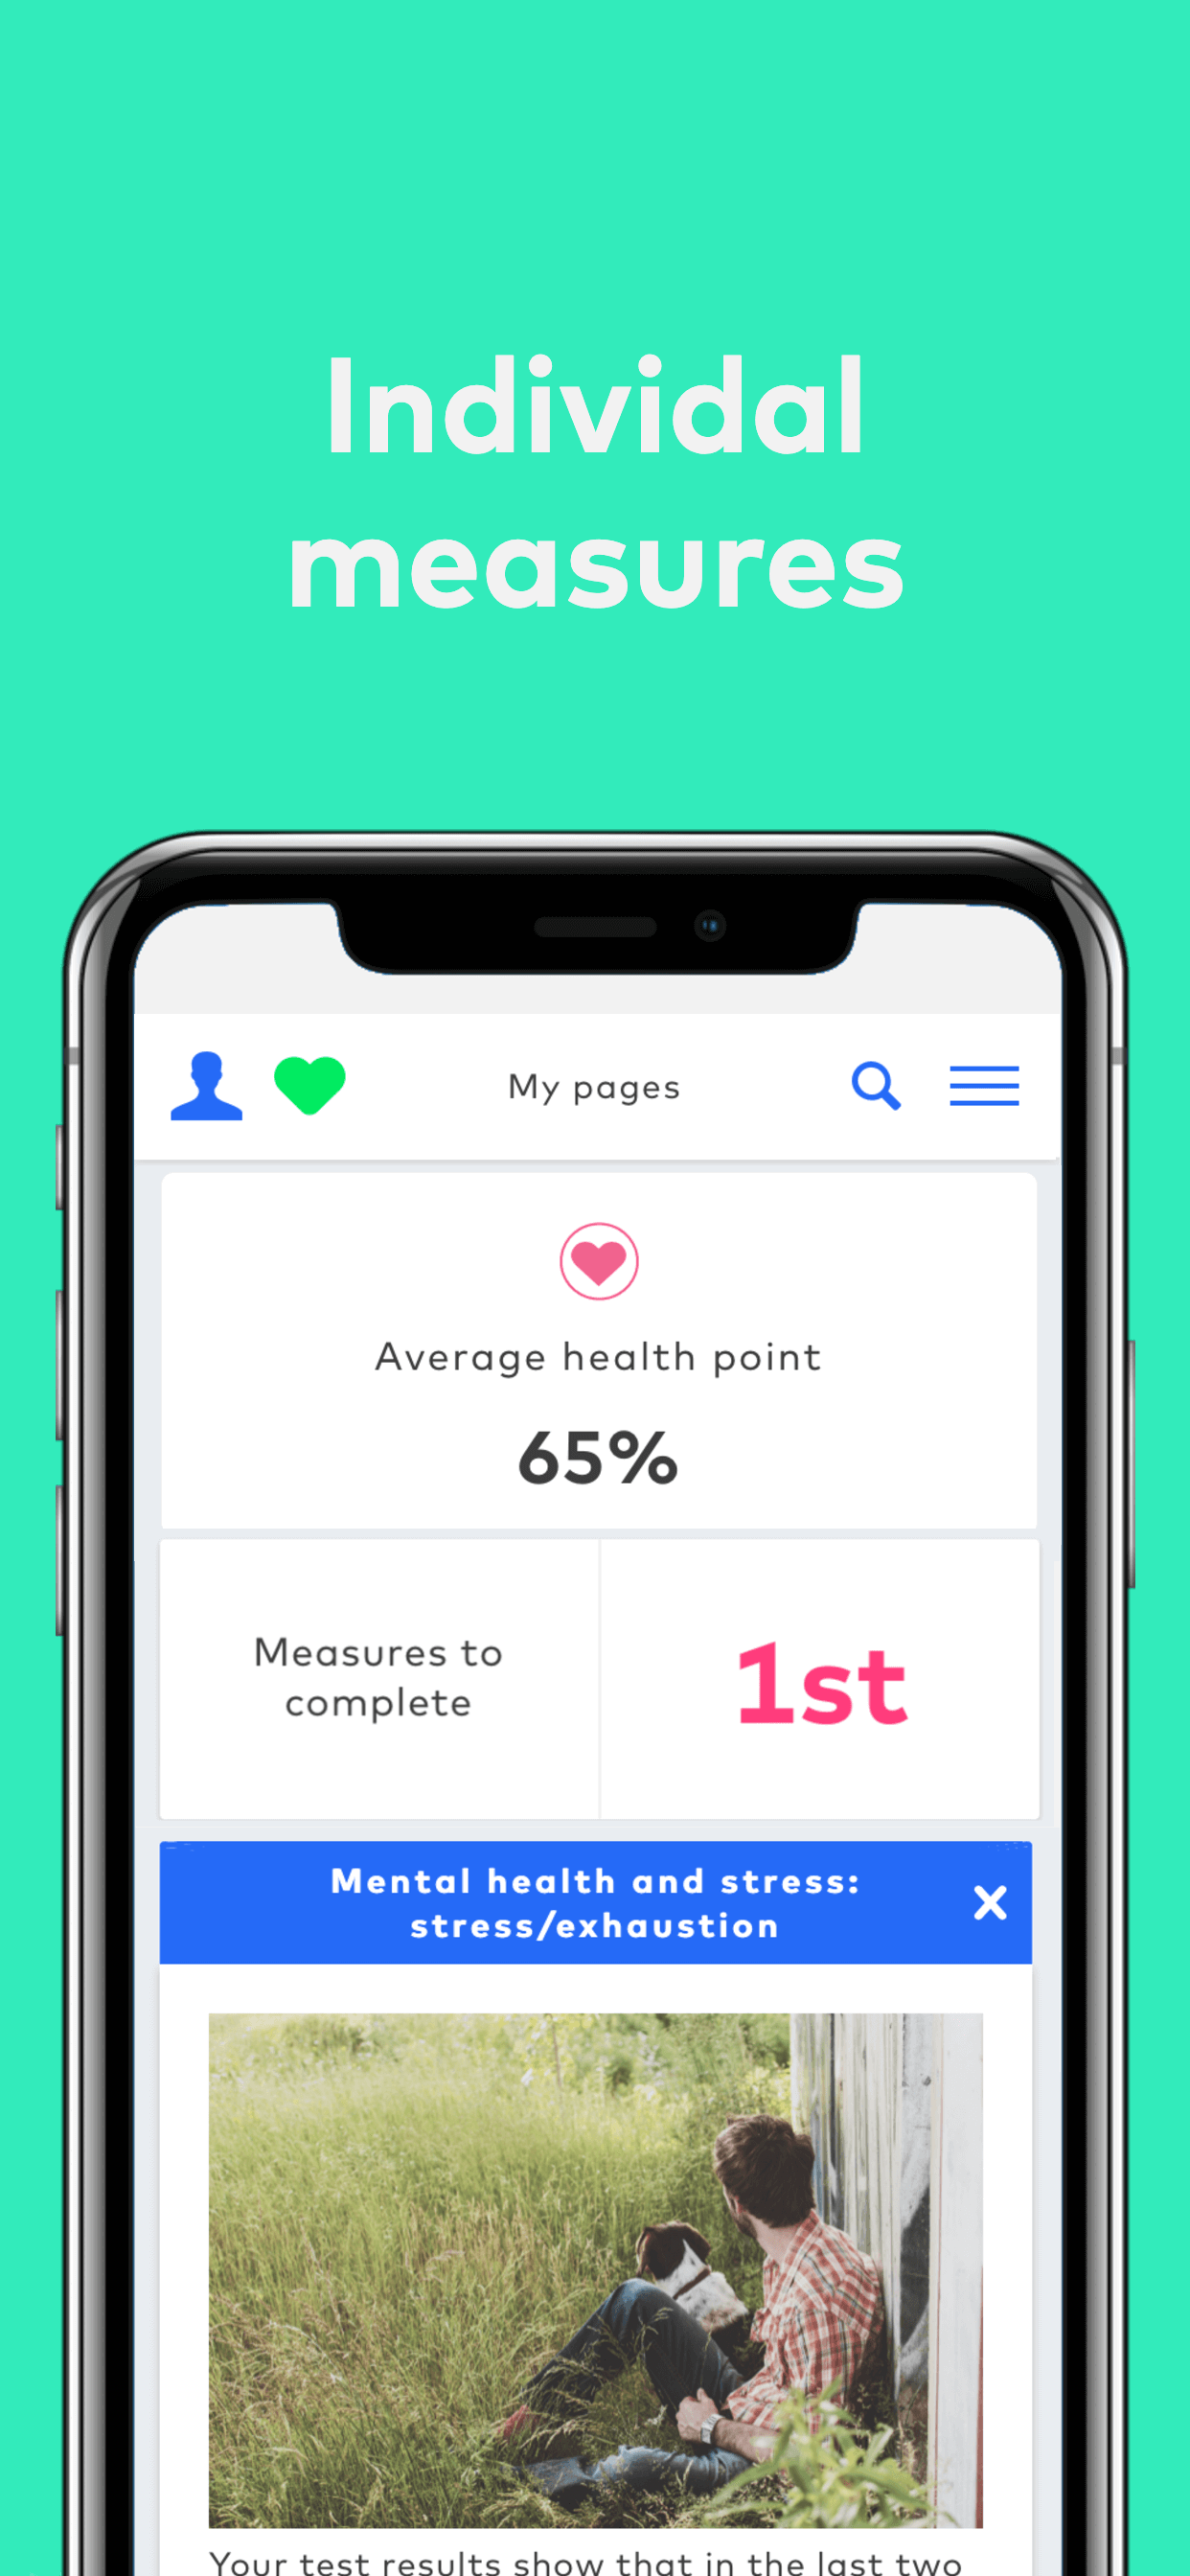 Individal
measures
My pages
Average health point
65%
Measures to
complete
1st
Mental health and stress:
stress/exhaustion
Your test results show that in the last two